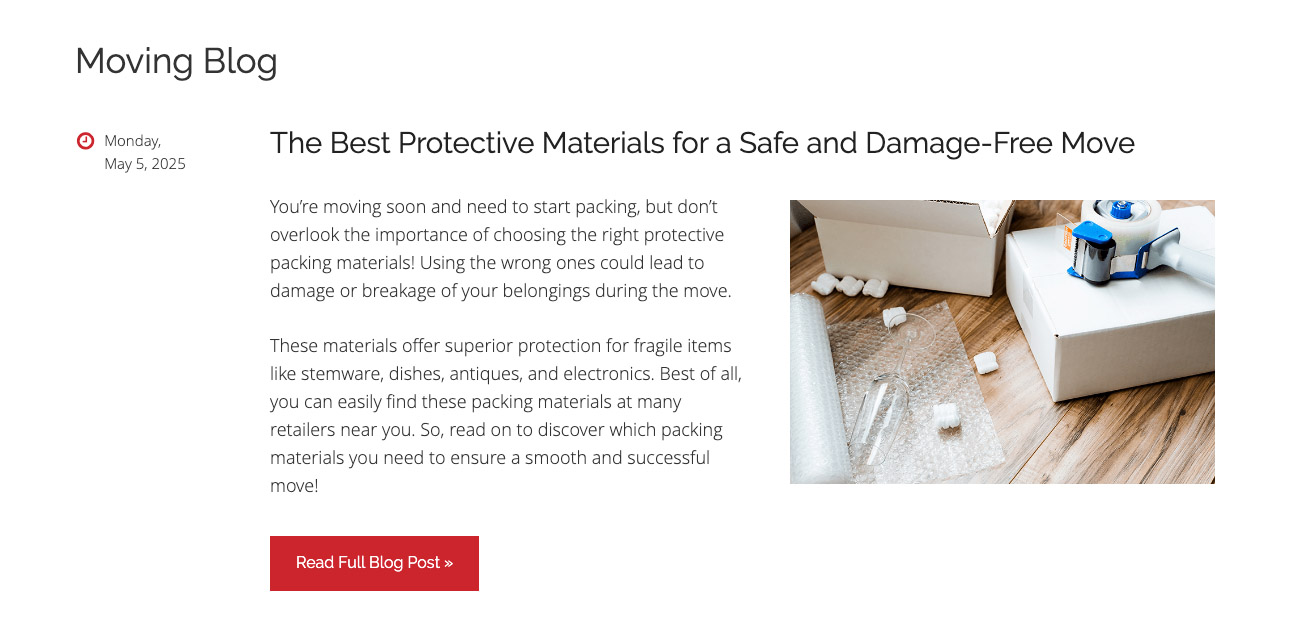 Moving Blog
Monday,
May 5, 2025
The Best Protective Materials for a Safe and Damage-Free Move
You’re moving soon and need to start packing, but don’t
overlook the importance of choosing the right protective
packing materials! Using the wrong ones could lead to
damage or breakage of your belongings during the move.
These materials offer superior protection for fragile items
like stemware, dishes, antiques, and electronics. Best of all,
you can easily find these packing materials at many
retailers near you. So, read on to discover which packing
materials you need to ensure a smooth and successful
move!
Read Full Blog Post »